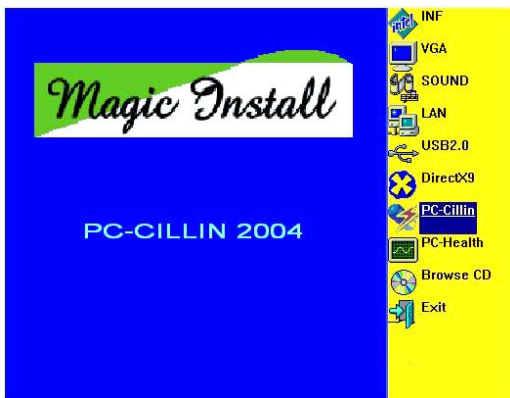 Magic Install
PC-CILLIN 2004
intel
INF
VGA
SOUND
LAN
USB2.0
DirectX9
PC-Cillin
PC-Health
Browse CD
Exit